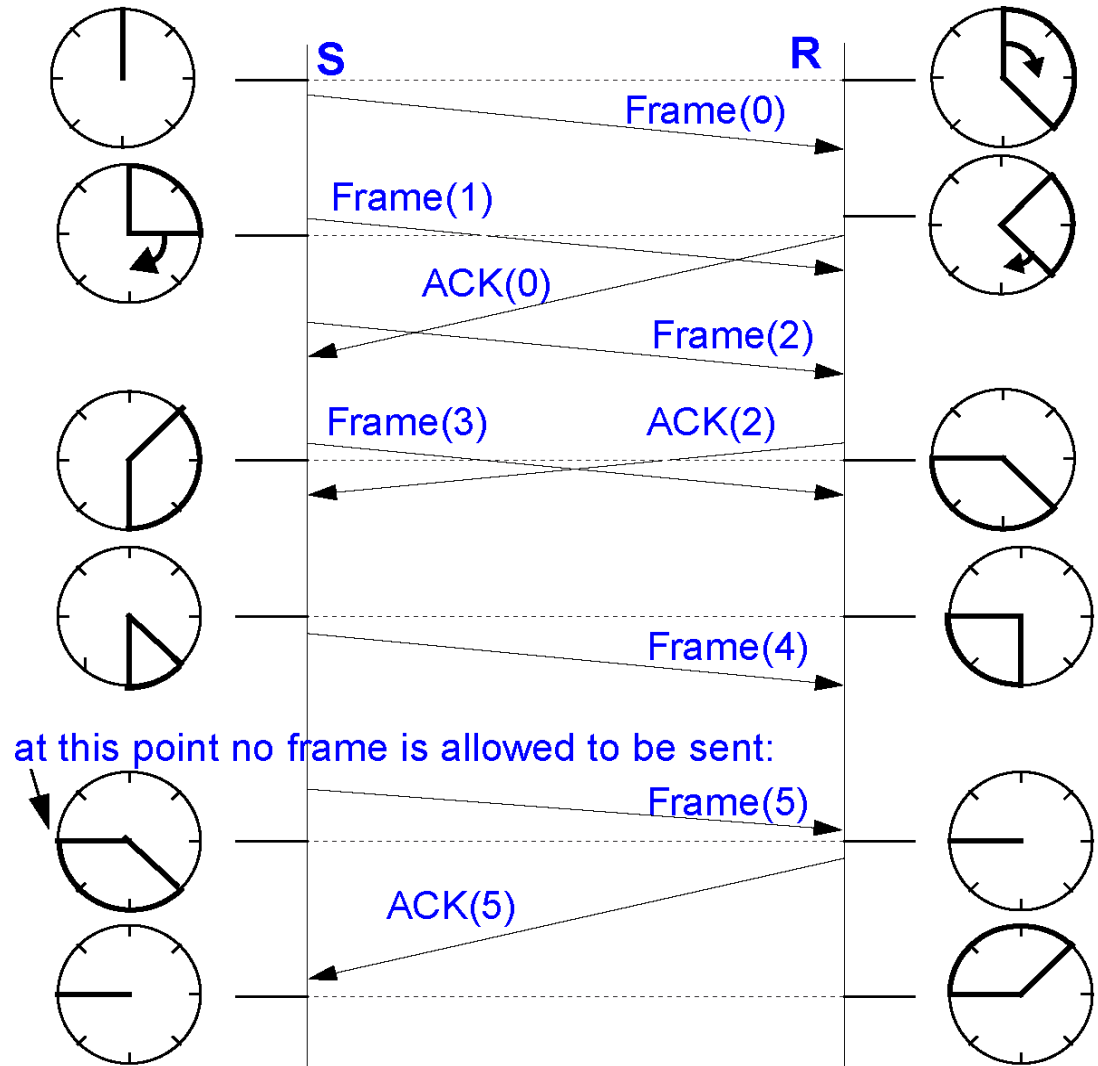 S
R
Frame(0)
Frame(1)
ACK(0)
Frame(2)
Frame(3)
ACK(2)
Frame(4)
at this point no frame is allowed to be sent:
Frame(5)
ACK(5)